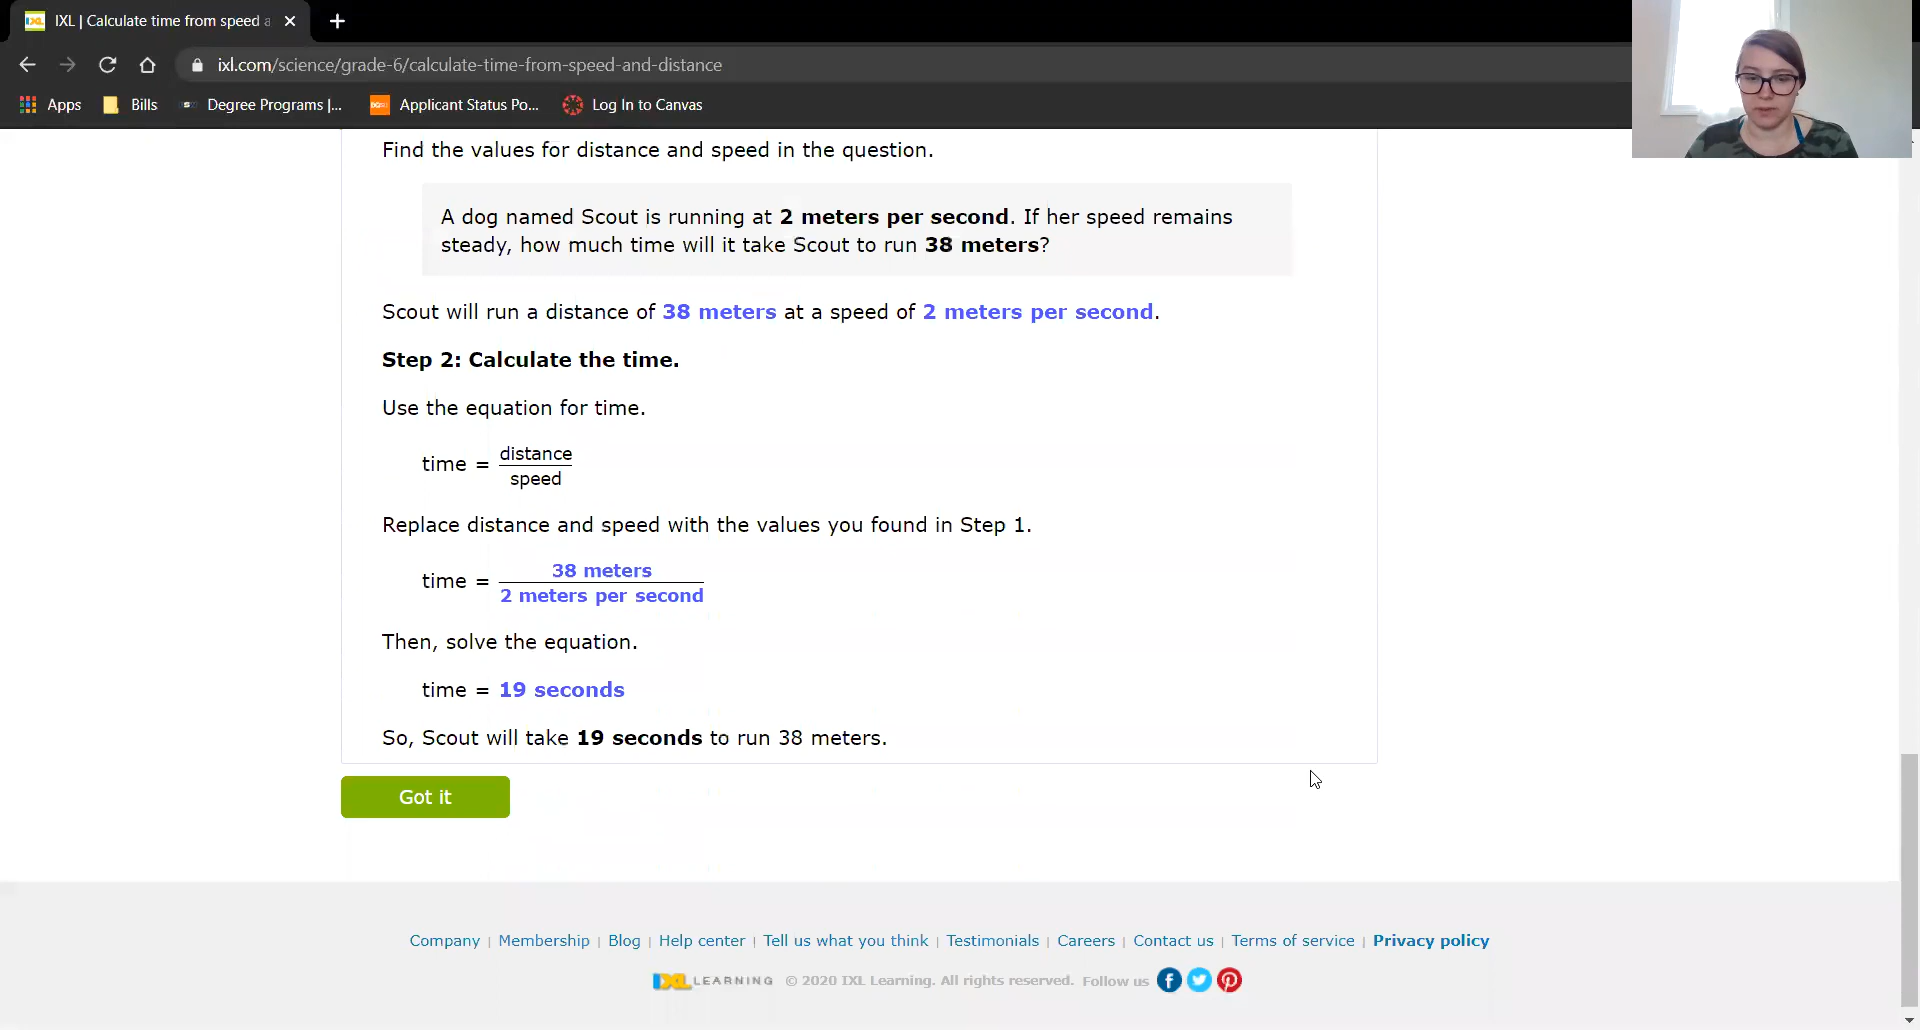 IXL | Calculate time from speed a
ixl.com/science/grade-6/calculate-time-from-speed-and-distance
Apps Bills Degree Programs |... Applicant Status Po... Log In to Canvas
Find the values for distance and speed in the question.
A dog named Scout is running at 2 meters per second. If her speed remains
steady, how much time will it take Scout to run 38 meters?
Scout will run a distance of 38 meters at a speed of 2 meters per second.
Step 2: Calculate the time.
Use the equation for time.
time = distance
speed
Replace distance and speed with the values you found in Step 1.
time = 38 meters
2 meters per second
Then, solve the equation.
time = 19 seconds
So, Scout will take 19 seconds to run 38 meters.
Got it
Company | Membership | Blog | Help center | Tell us what you think | Testimonials | Careers | Contact us | Terms of service | Privacy policy
IXL LEARNING © 2020 IXL Learning. All rights reserved. Follow us